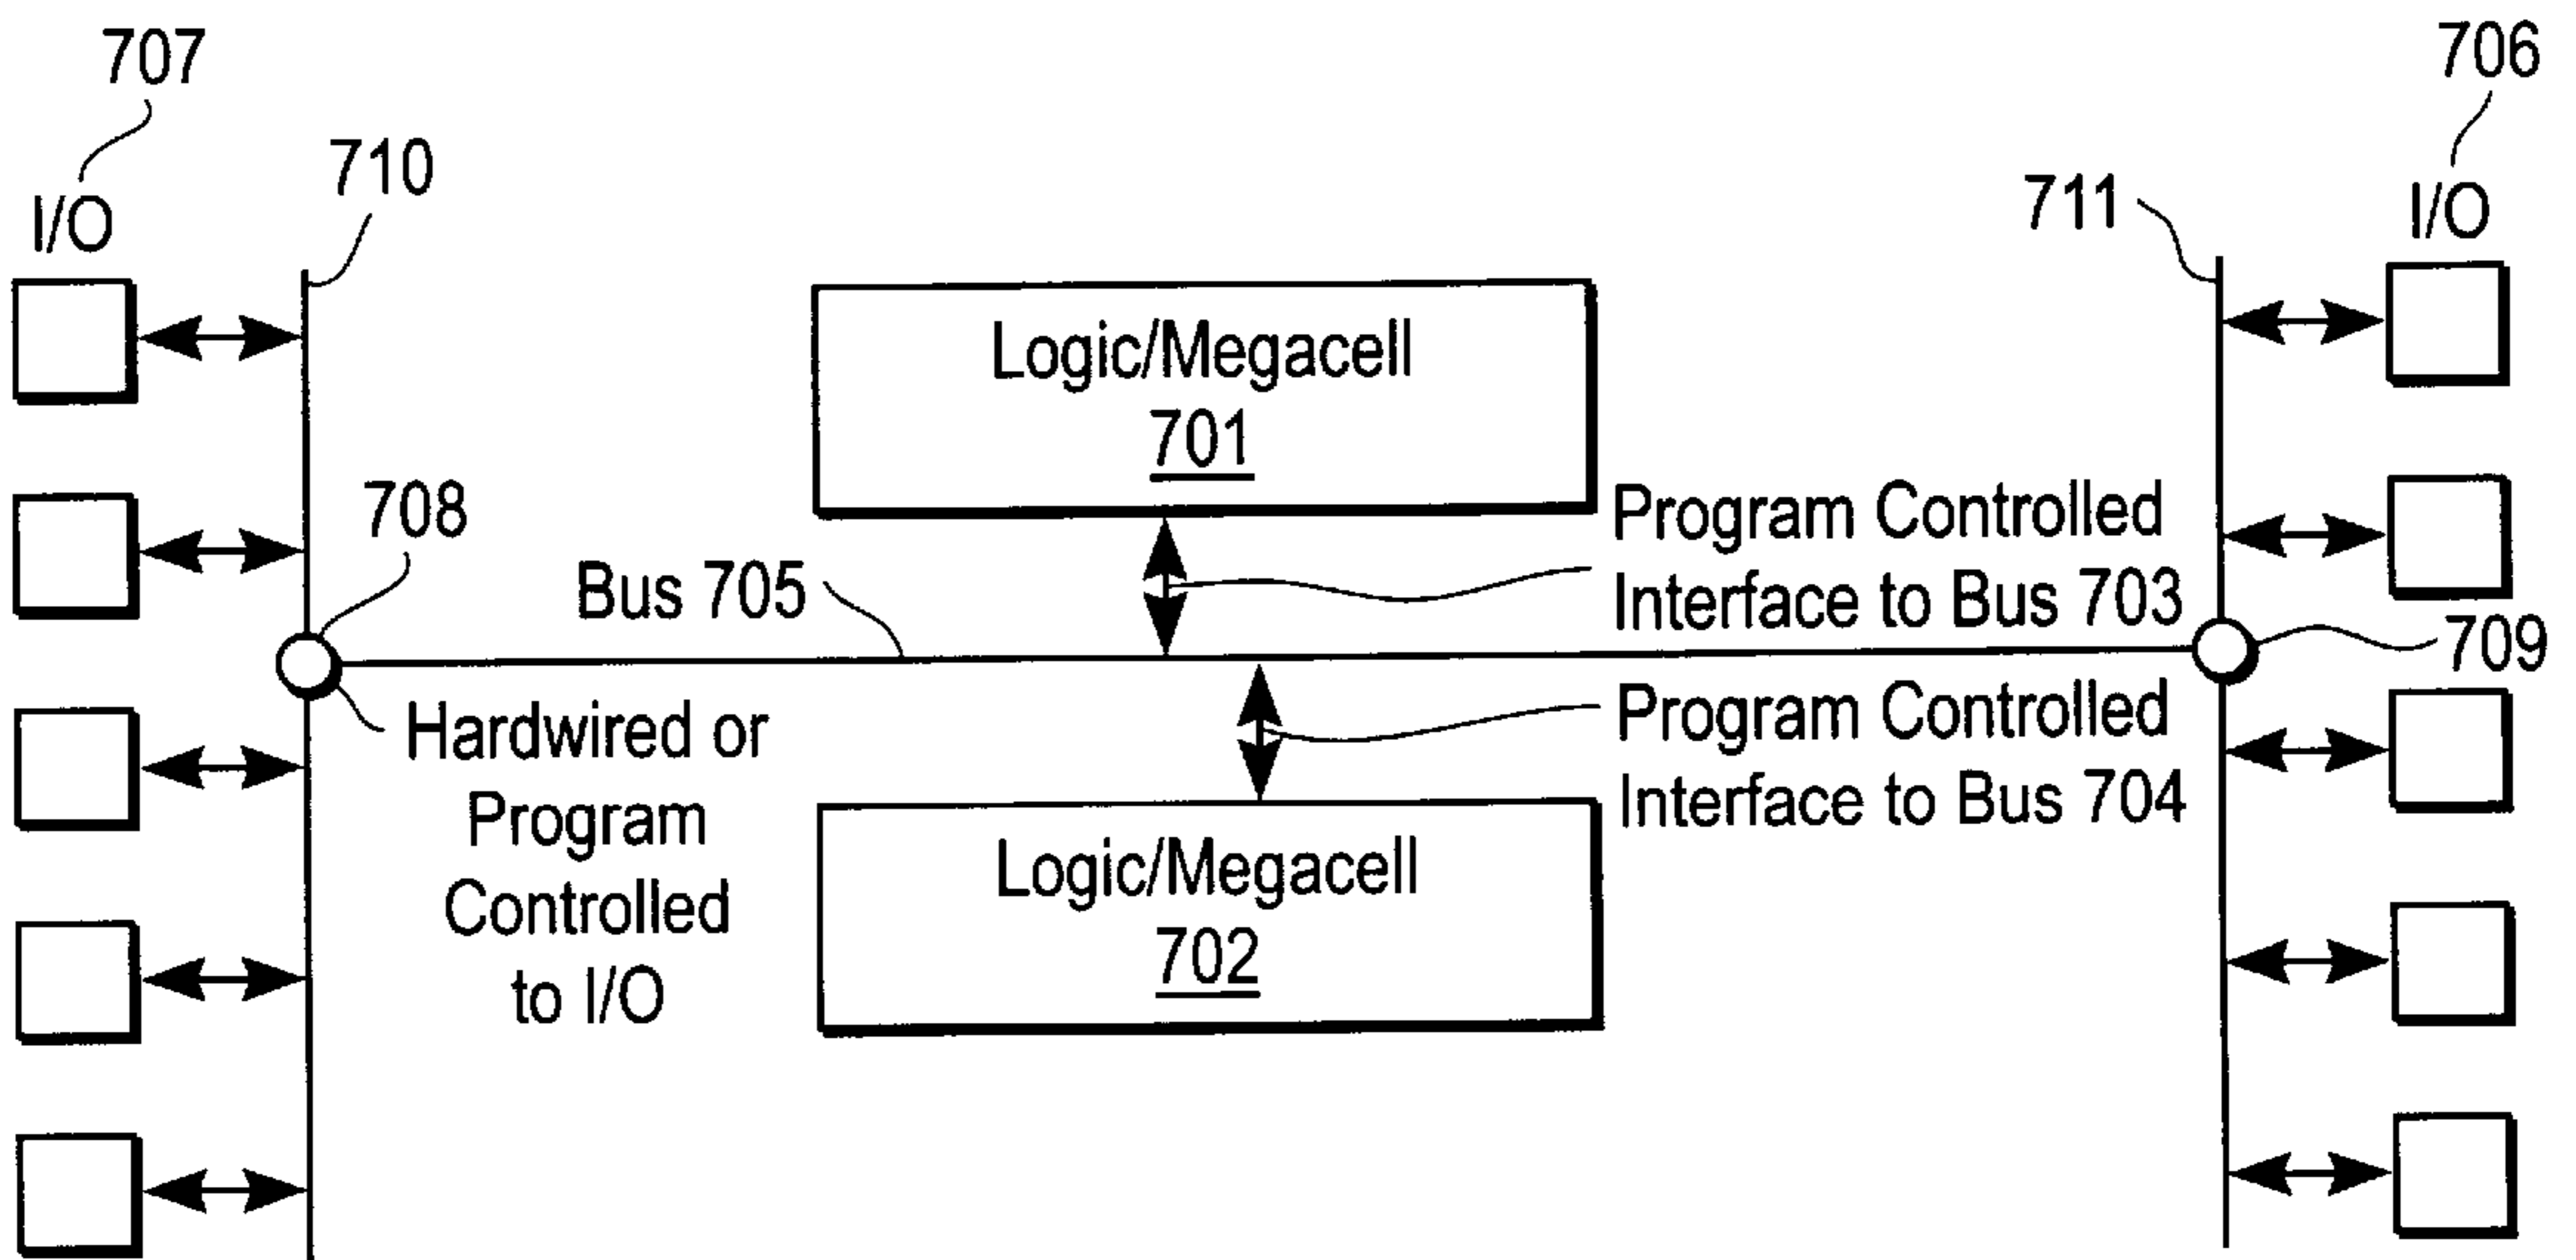 707
706
710
711
I/O
I/O
Logic/Megacell
701
708
Program Controlled
Interface to Bus 703
Bus 705
709
Hardwired or
Program
Controlled
to I/O
Program Controlled
Interface to Bus 704
Logic/Megacell
702